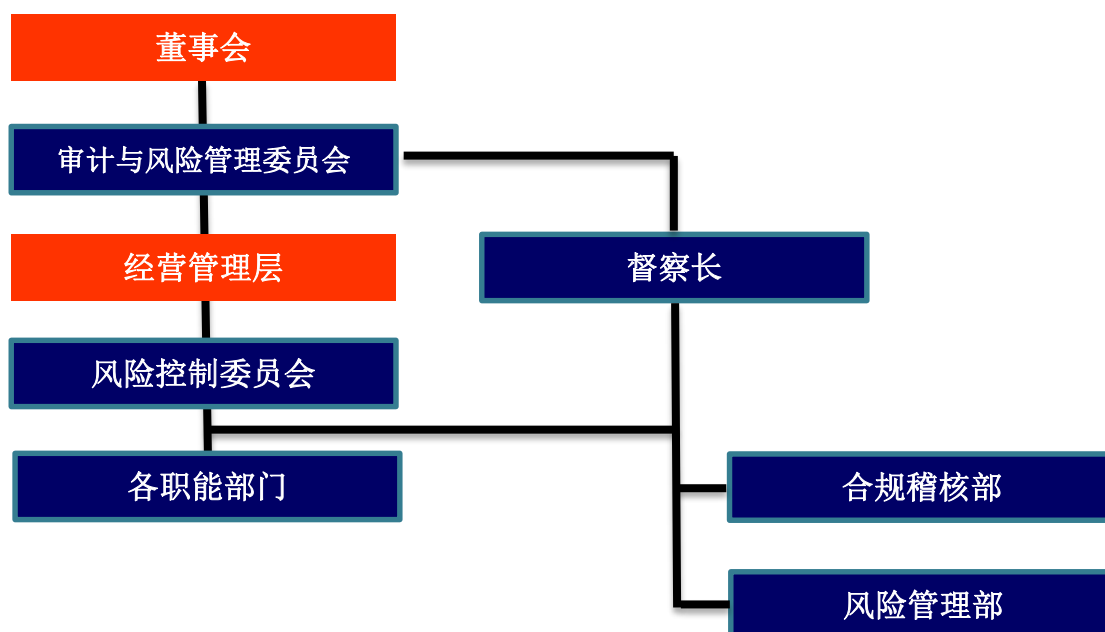 董事会
审计与风险管理委员会
经营管理层
督察长
风险控制委员会
各职能部门
合规稽核部
风险管理部